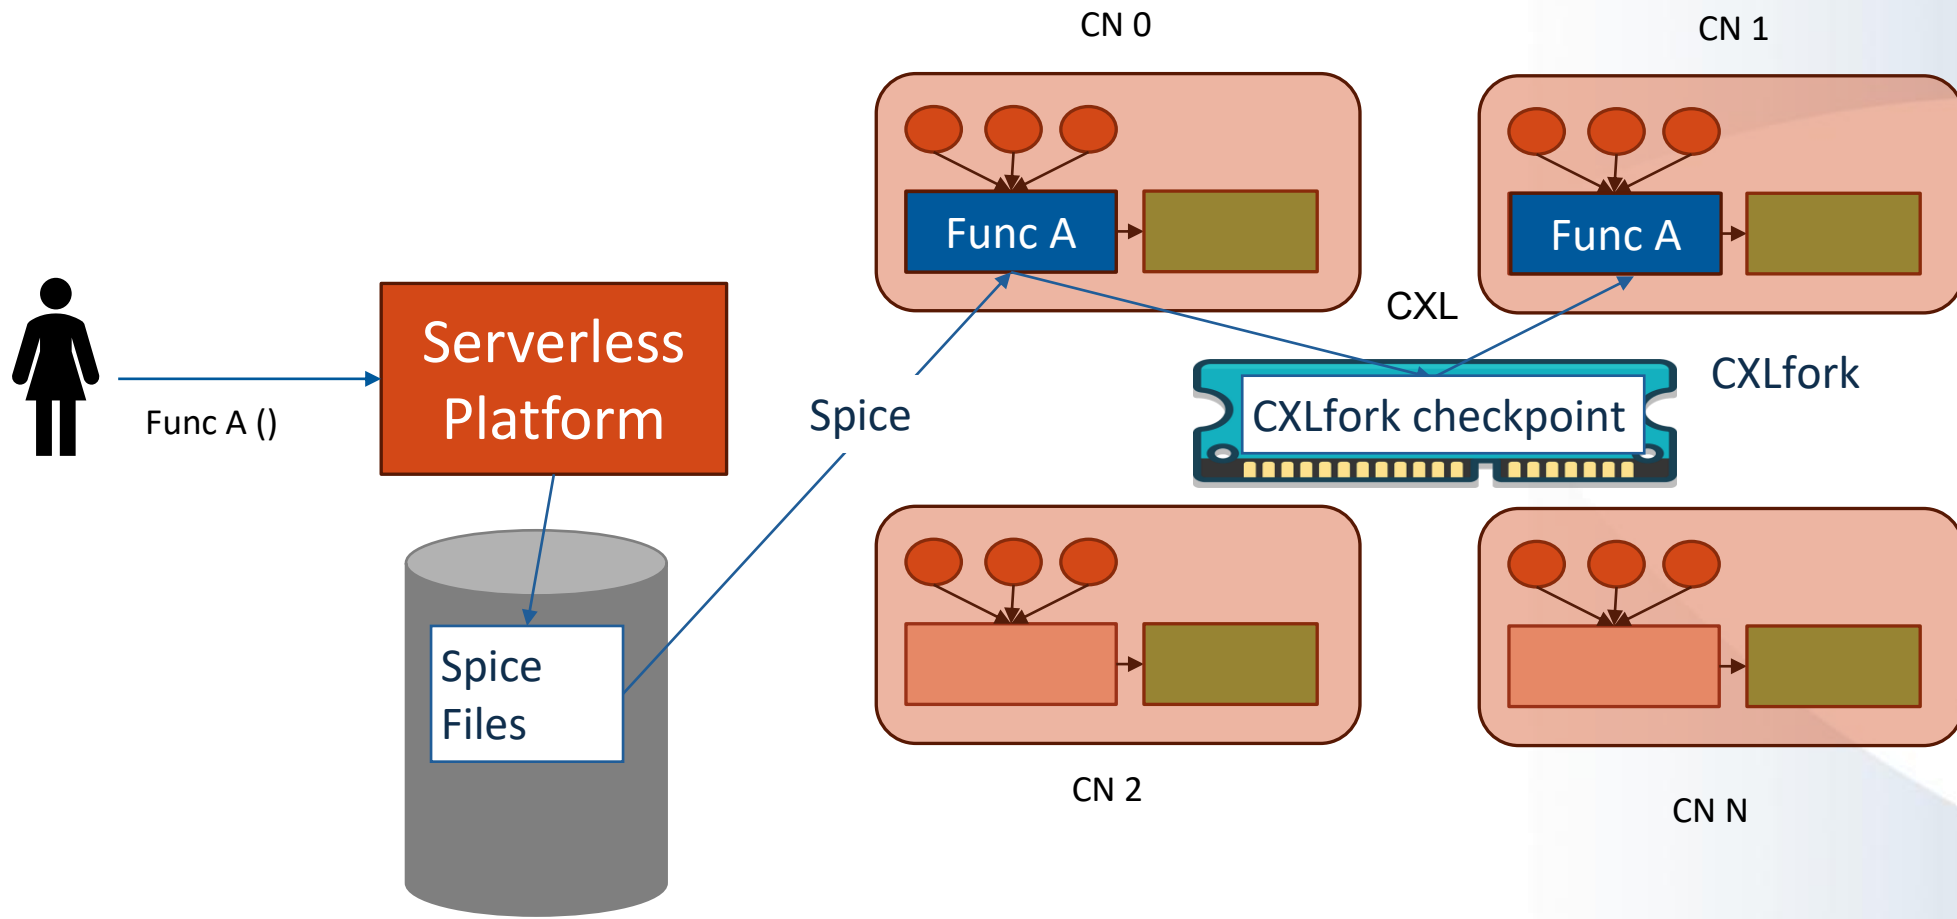 CN 0
CN 1
Func A
Func A
CXL
Serverless
Platform
CXLfork
Spice
CXLfork checkpoint
Func A ()
Spice
Files
CN 2
CN N